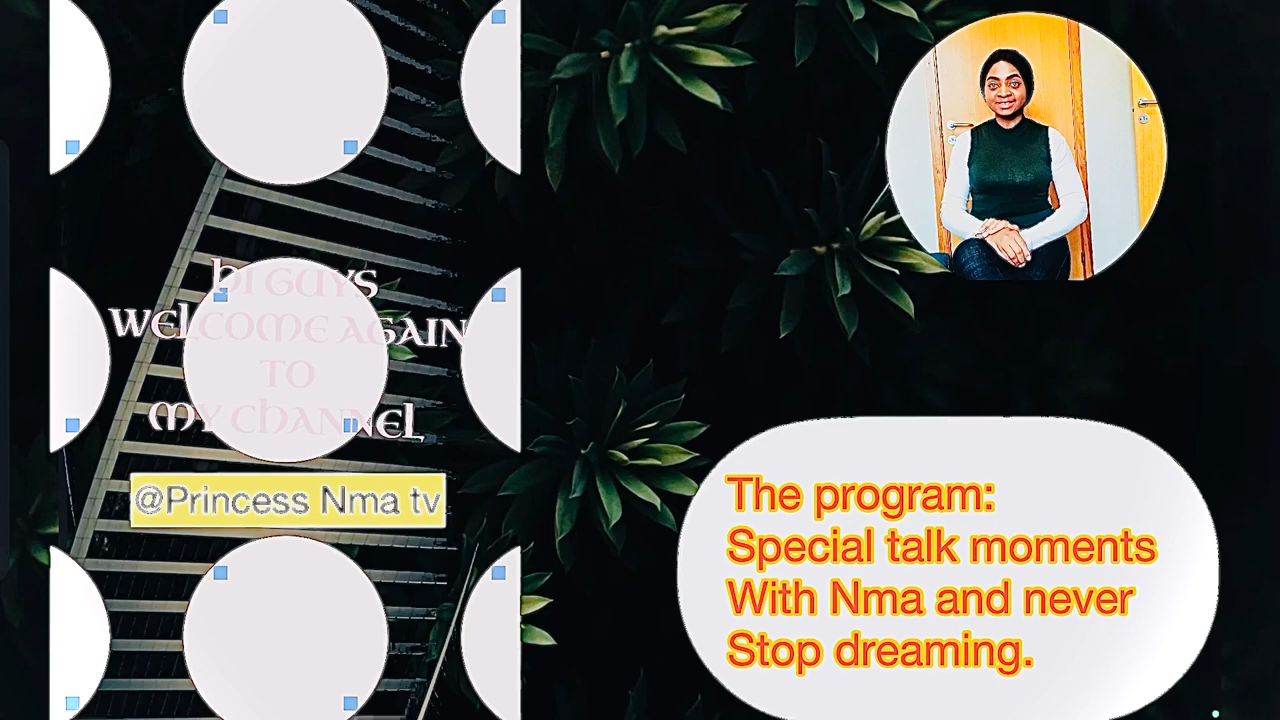 hi guys
welcome again
to
my channel
@Princess Nma tv
The program:
Special talk moments
With Nma and never
Stop dreaming.